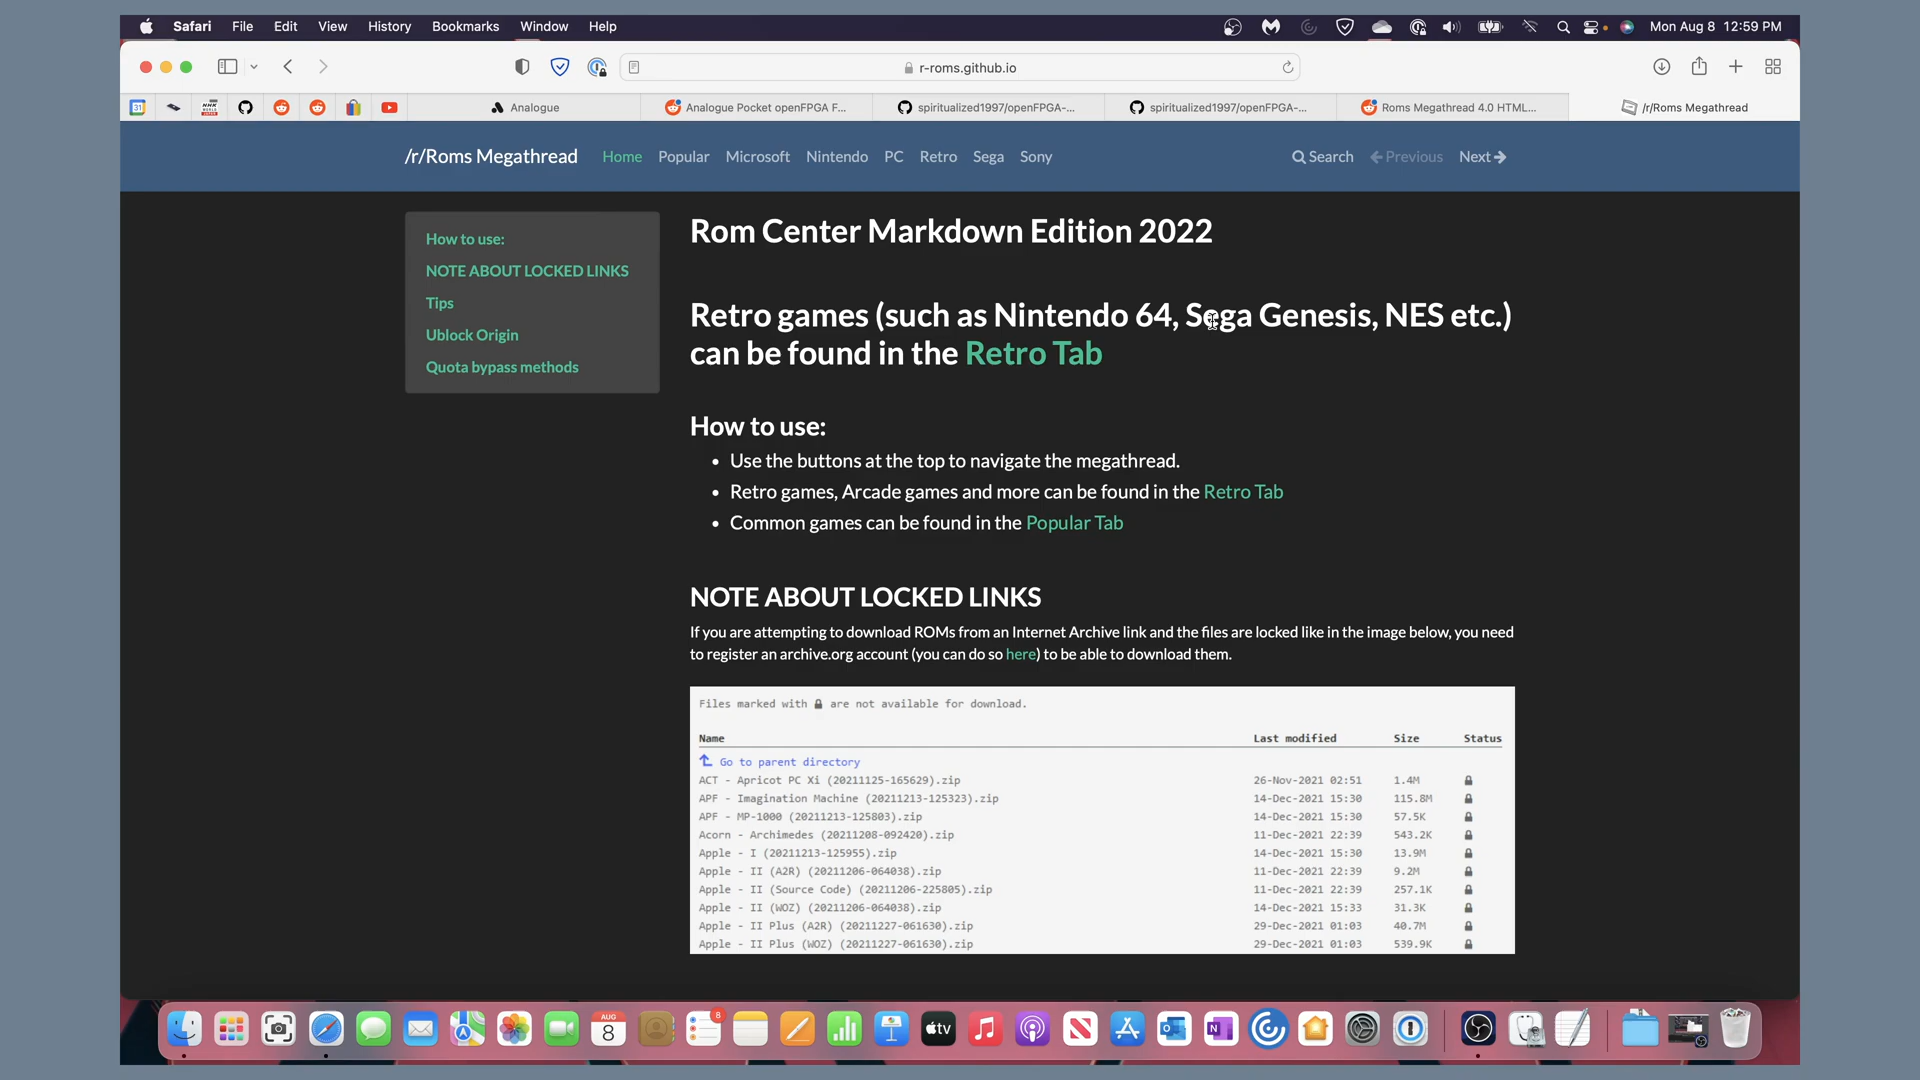 Safari File Edit View History Bookmarks Window Help
Mon Aug 8 12:59 PM
r-roms.github.io
31
NHK WORLD JAPAN
Analogue
Analogue Pocket openFPGA F...
spiritualized1997/openFPGA-...
spiritualized1997/openFPGA-...
Roms Megathread 4.0 HTML...
/r/Roms Megathread
/r/Roms Megathread Home Popular Microsoft Nintendo PC Retro Sega Sony Search Previous Next
How to use:
NOTE ABOUT LOCKED LINKS
Tips
Ublock Origin
Quota bypass methods
Rom Center Markdown Edition 2022
Retro games (such as Nintendo 64, Sega Genesis, NES etc.)
can be found in the Retro Tab
How to use:
• Use the buttons at the top to navigate the megathread.
• Retro games, Arcade games and more can be found in the Retro Tab
• Common games can be found in the Popular Tab
NOTE ABOUT LOCKED LINKS
If you are attempting to download ROMs from an Internet Archive link and the files are locked like in the image below, you need
to register an archive.org account (you can do so here) to be able to download them.
Files marked with are not available for download.
Name Last modified Size Status
Go to parent directory
ACT - Apricot PC Xi (20211125-165629).zip 26-Nov-2021 02:51 1.4M
APF - Imagination Machine (20211213-125323).zip 14-Dec-2021 15:30 115.8M
APF - MP-1000 (20211213-125803).zip 14-Dec-2021 15:30 57.5K
Acorn - Archimedes (20211208-092420).zip 11-Dec-2021 22:39 543.2K
Apple - I (20211213-125955).zip 14-Dec-2021 15:30 13.9M
Apple - II (A2R) (20211206-064038).zip 11-Dec-2021 22:39 9.2M
Apple - II (Source Code) (20211206-225805).zip 11-Dec-2021 22:39 257.1K
Apple - II (WOZ) (20211206-064038).zip 14-Dec-2021 15:33 31.3K
Apple - II Plus (A2R) (20211227-061630).zip 29-Dec-2021 01:03 40.7M
Apple - II Plus (WOZ) (20211227-061630).zip 29-Dec-2021 01:03 539.9K
AUG
8
8
tv